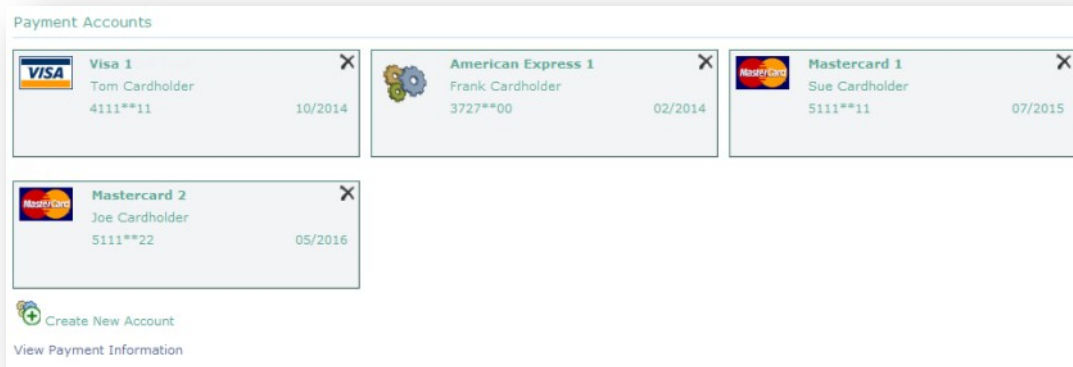 Payment Accounts
VISA
Visa 1
Tom Cardholder
4111**11 10/2014
American Express 1
Frank Cardholder
3727**00 02/2014
MasterCard
Mastercard 1
Sue Cardholder
5111**11 07/2015
MasterCard
Mastercard 2
Joe Cardholder
5111**22 05/2016
Create New Account
View Payment Information